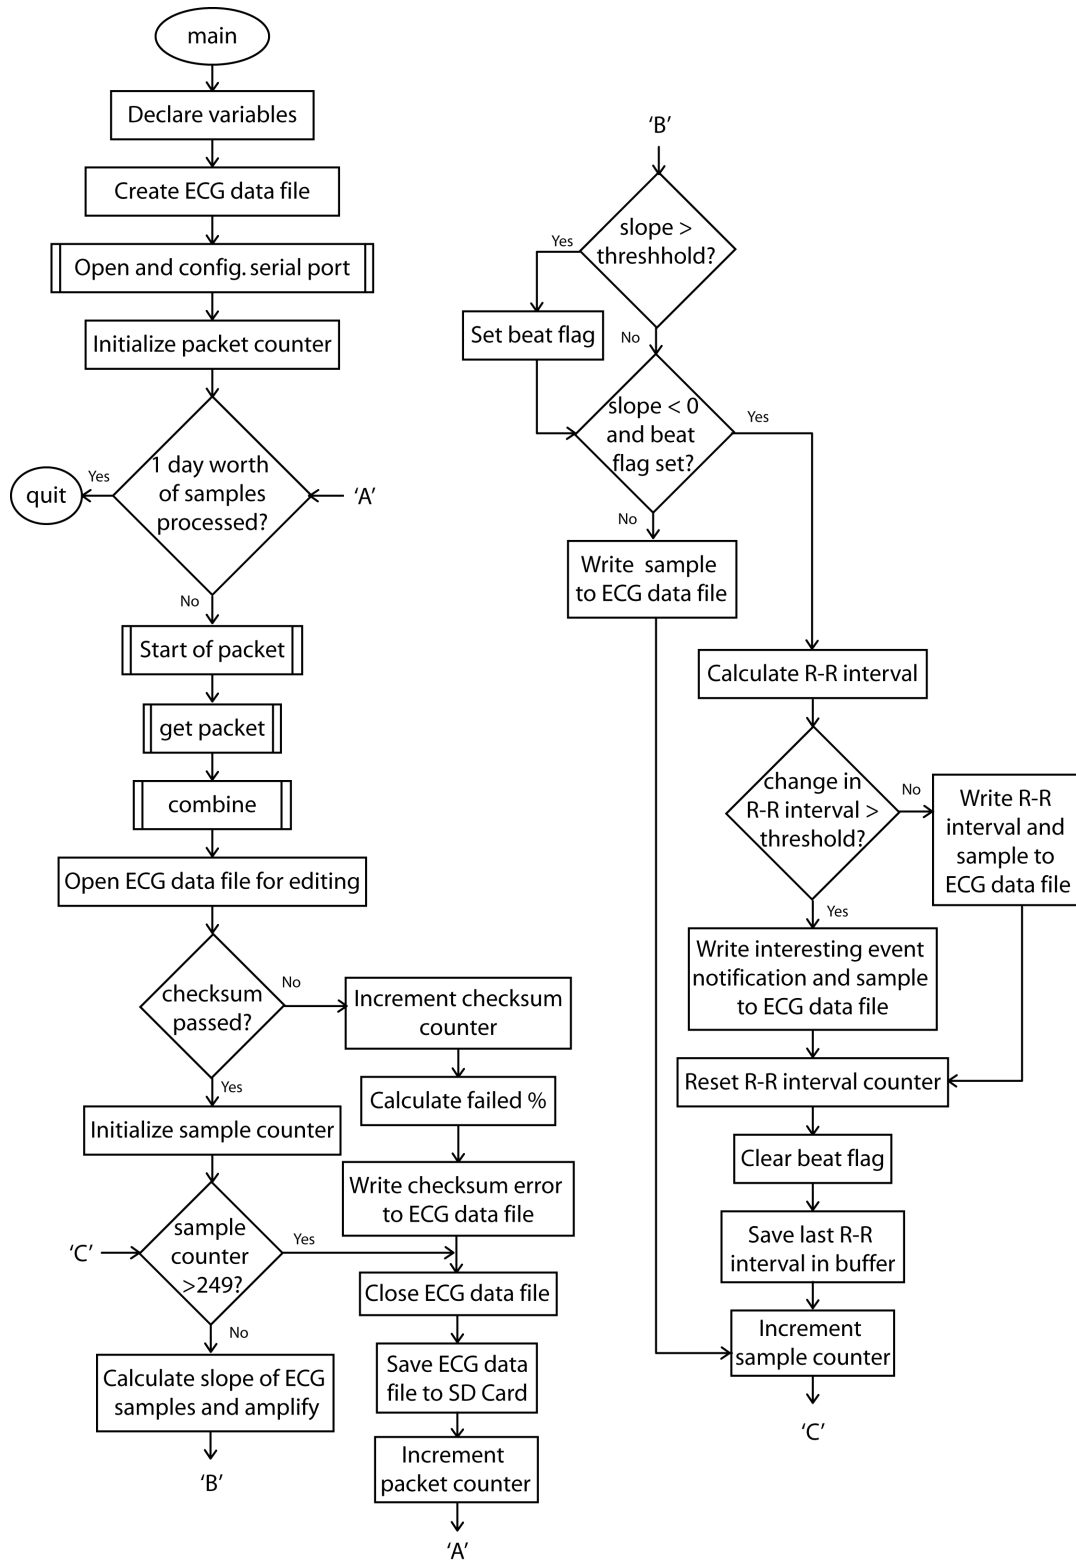 main
Declare variables
Create ECG data file
Open and config. serial port
Initialize packet counter
1 day worth
of samples
processed?
Yes
quit
‘A’
No
Start of packet
get packet
combine
Open ECG data file for editing
checksum
passed?
No
Increment checksum
counter
Calculate failed %
Write checksum error
to ECG data file
Yes
Initialize sample counter
‘C’
sample
counter
>249?
Yes
Close ECG data file
Save ECG data
file to SD Card
Increment
packet counter
‘A’
No
Calculate slope of ECG
samples and amplify
‘B’
‘B’
slope >
threshhold?
Yes
Set beat flag
No
slope < 0
and beat
flag set?
Yes
No
Write sample
to ECG data file
Calculate R-R interval
change in
R-R interval >
threshold?
No
Write R-R
interval and
sample to
ECG data file
Yes
Write interesting event
notification and sample
to ECG data file
Reset R-R interval counter
Clear beat flag
Save last R-R
interval in buffer
Increment
sample counter
‘C’